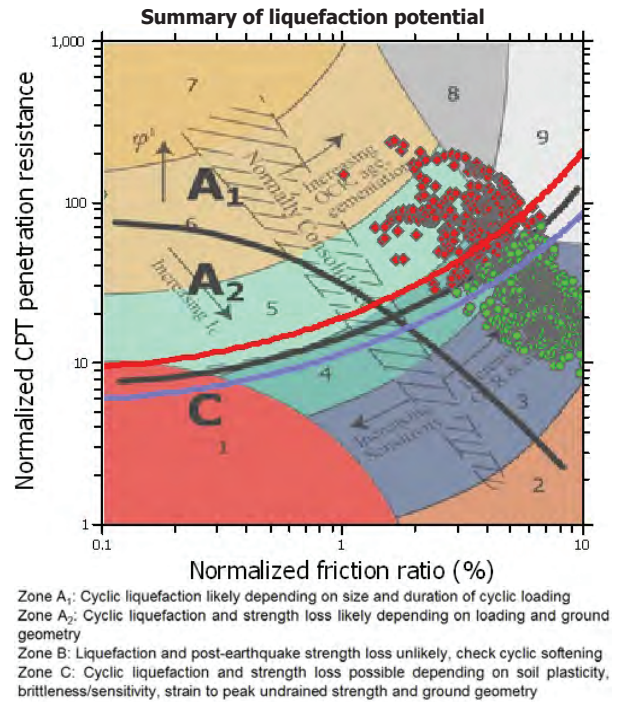 Summary of liquefaction potential
1,000
100
10
1
Normalized CPT penetration resistance
7
8
9
φ'
A1
Increasing
OCR, age,
cementation
Normally Consolid
6
A2
Increasing Ic
5
4
C
1
3
2
Increasing
Sensitivity
0.1
1
10
Normalized friction ratio (%)
Zone A1: Cyclic liquefaction likely depending on size and duration of cyclic loading
Zone A2: Cyclic liquefaction and strength loss likely depending on loading and ground
geometry
Zone B: Liquefaction and post-earthquake strength loss unlikely, check cyclic softening
Zone C: Cyclic liquefaction and strength loss possible depending on soil plasticity,
brittleness/sensitivity, strain to peak undrained strength and ground geometry